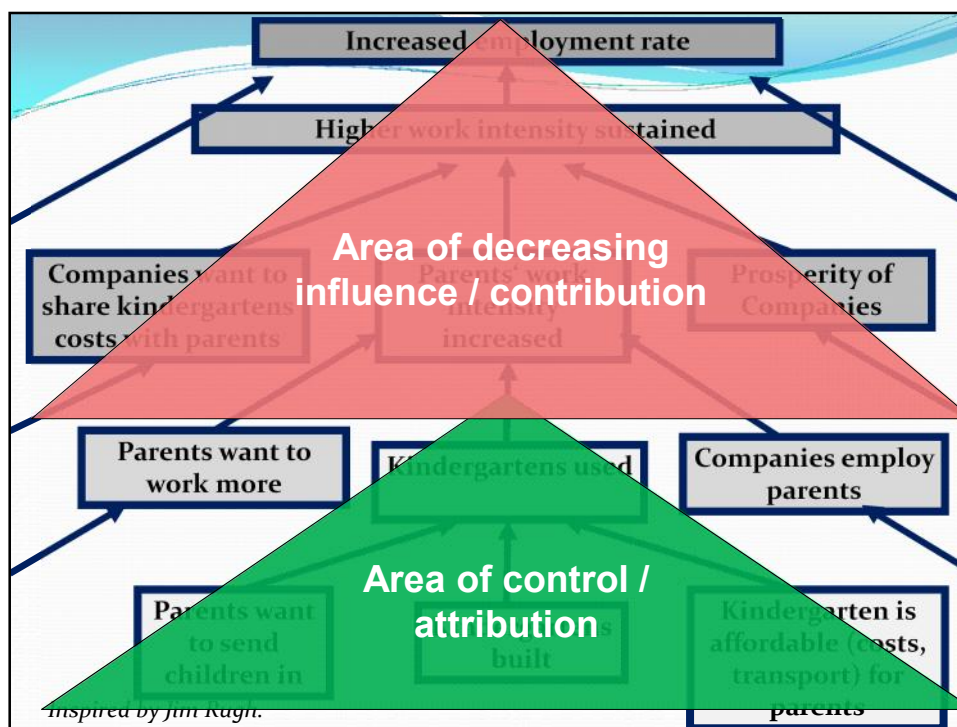 Increased employment rate
Higher work intensity sustained
Area of decreasing
influence / contribution
Companies want to
share kindergartens
costs with parents
Parents' work
intensity
increased
Prosperity of
Companies
Parents want to
work more
Kindergartens used
Companies employ
parents
Area of control /
attribution
Parents want
to send
children in
built
Kindergarten is
affordable (costs,
transport) for
parents
Inspired by Jim Rugh.